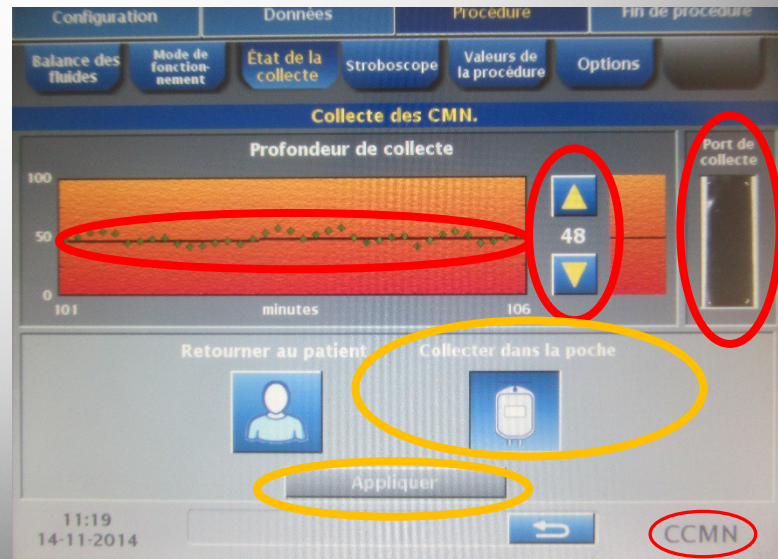 Configuration
Données
Procédure
Fin de procédure
Balance des
fluides
Mode de
fonction-
nement
État de la
collecte
Stroboscope
Valeurs de
la procédure
Options
Collecte des CMN.
Profondeur de collecte
Port de
collecte
100
50
48
0
101
minutes
106
Retourner au patient
Collecter dans la poche
Appliquer
11:19
14-11-2014
CCMN